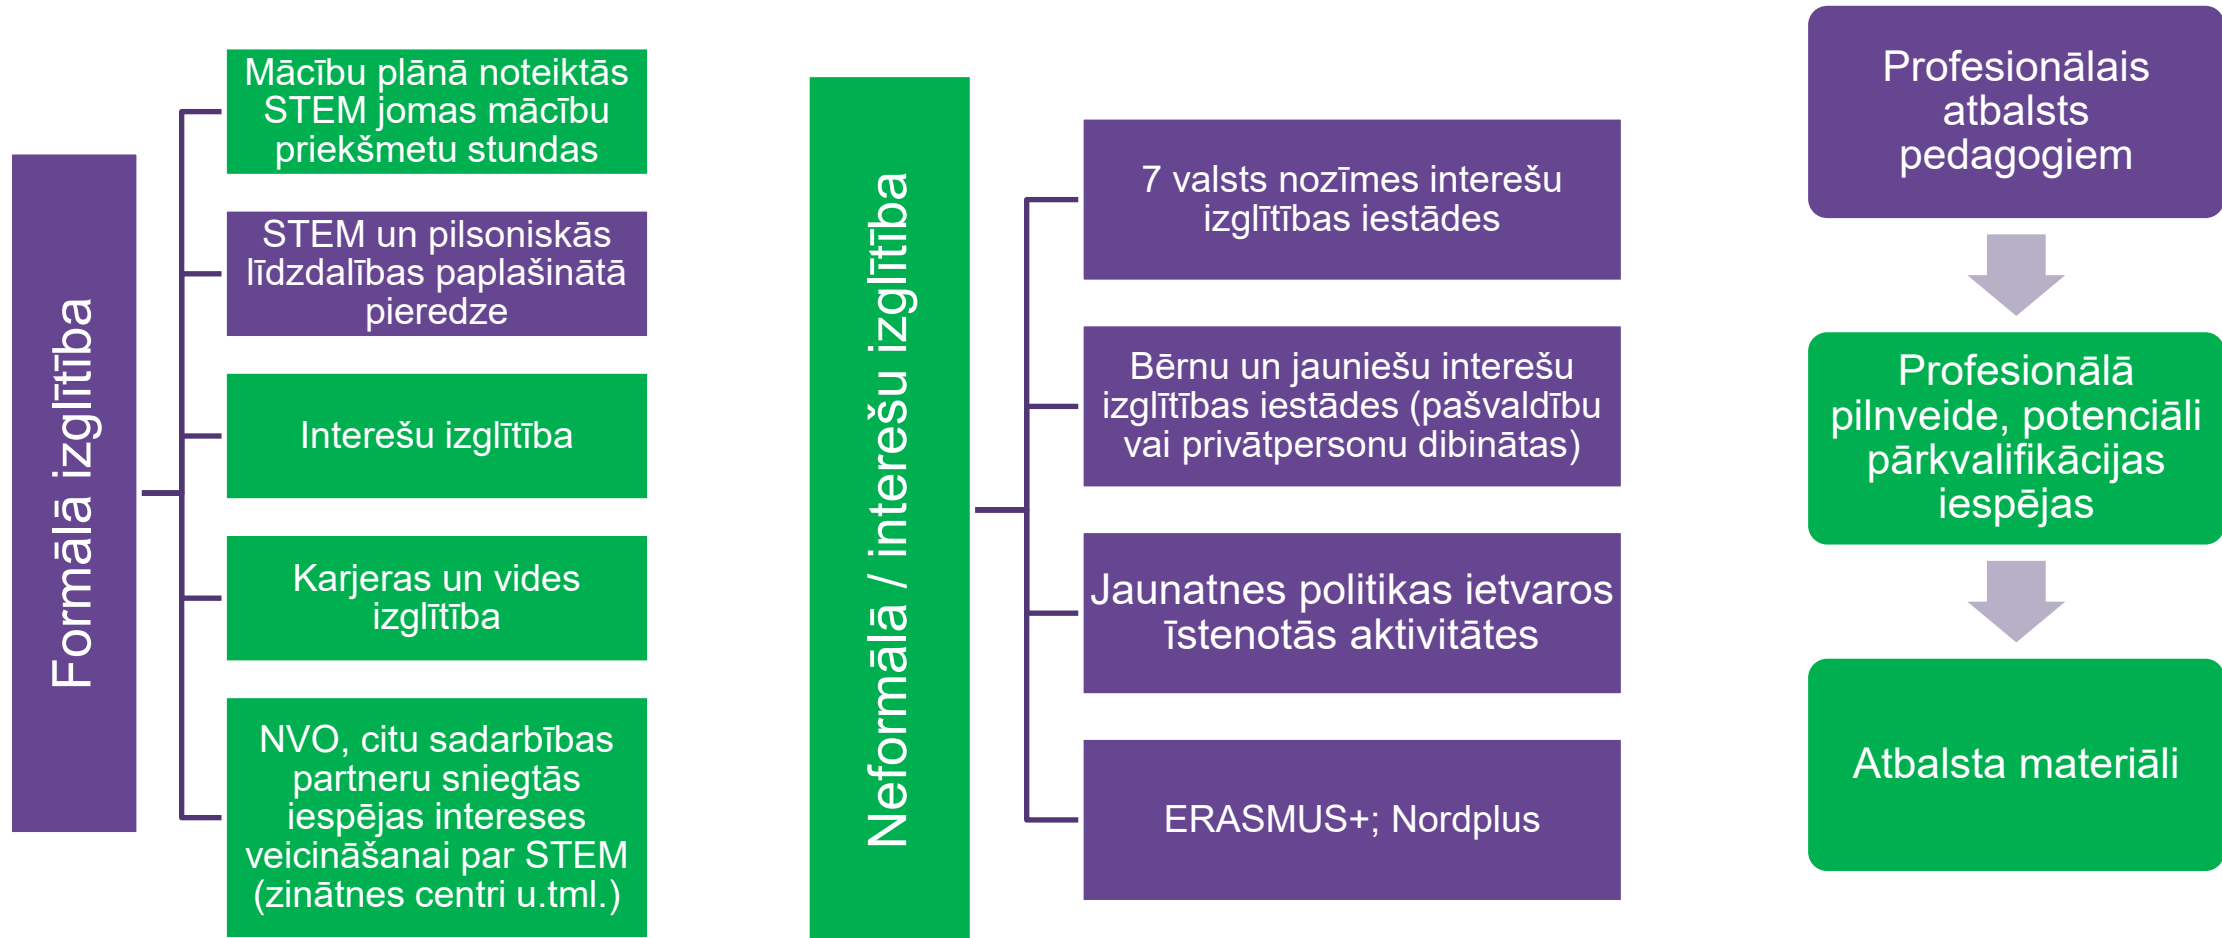 Formālā izglītība
Mācību plānā noteiktās
STEM jomas mācību
priekšmetu stundas
STEM un pilsoniskās
līdzdalības paplašinātā
pieredze
Interešu izglītība
Karjeras un vides
izglītība
NVO, citu sadarbības
partneru sniegtās
iespējas intereses
veicināšanai par STEM
(zinātnes centri u.tml.)
Neformālā / interešu izglītība
7 valsts nozīmes interešu
izglītības iestādes
Bērnu un jauniešu interešu
izglītības iestādes (pašvaldību
vai privātpersonu dibinātas)
Jaunatnes politikas ietvaros
īstenotās aktivitātes
ERASMUS+; Nordplus
Profesionālais
atbalsts
pedagogiem
Profesionālā
pilnveide, potenciāli
pārkvalifikācijas
iespējas
Atbalsta materiāli